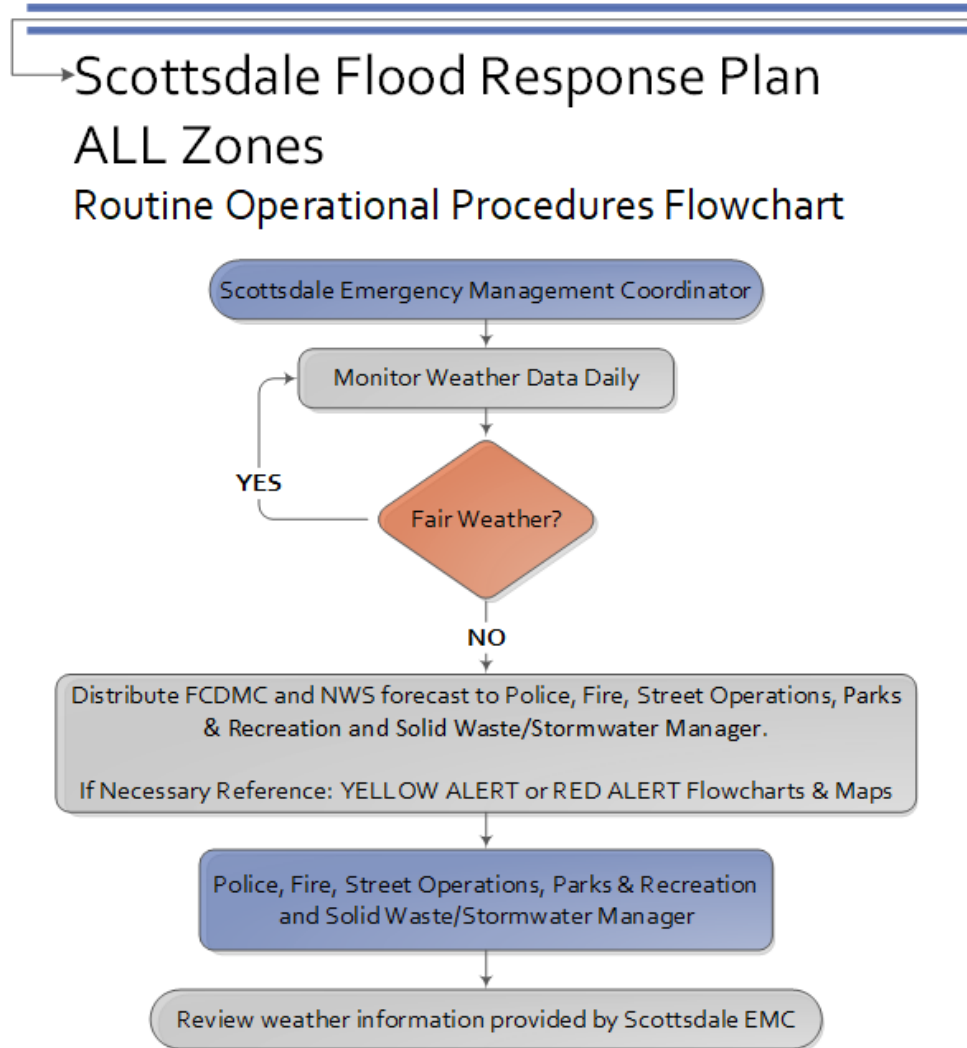 Scottsdale Flood Response Plan
ALL Zones
Routine Operational Procedures Flowchart
Scottsdale Emergency Management Coordinator
Monitor Weather Data Daily
YES
Fair Weather?
NO
Distribute FCDMC and NWS forecast to Police, Fire, Street Operations, Parks
& Recreation and Solid Waste/Stormwater Manager.
If Necessary Reference: YELLOW ALERT or RED ALERT Flowcharts & Maps
Police, Fire, Street Operations, Parks & Recreation
and Solid Waste/Stormwater Manager
Review weather information provided by Scottsdale EMC